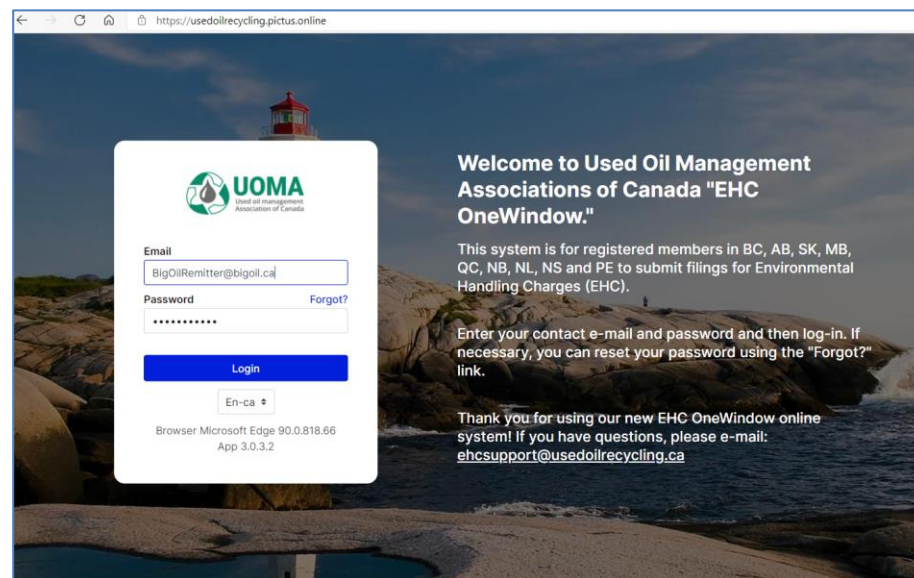 https://usedoilrecycling.pictus.online
UOMA
Used oil management
Association of Canada
Email
BigOilRemitter@bigoil.ca
Password
Forgot?
•••••••••••
Login
En-ca
Browser Microsoft Edge 90.0.818.66
App 3.0.3.2
Welcome to Used Oil Management
Associations of Canada "EHC
OneWindow."
This system is for registered members in BC, AB, SK, MB,
QC, NB, NL, NS and PE to submit filings for Environmental
Handling Charges (EHC).
Enter your contact e-mail and password and then log-in. If
necessary, you can reset your password using the "Forgot?"
link.
Thank you for using our new EHC OneWindow online
system! If you have questions, please e-mail:
ehcsupport@usedoilrecycling.ca